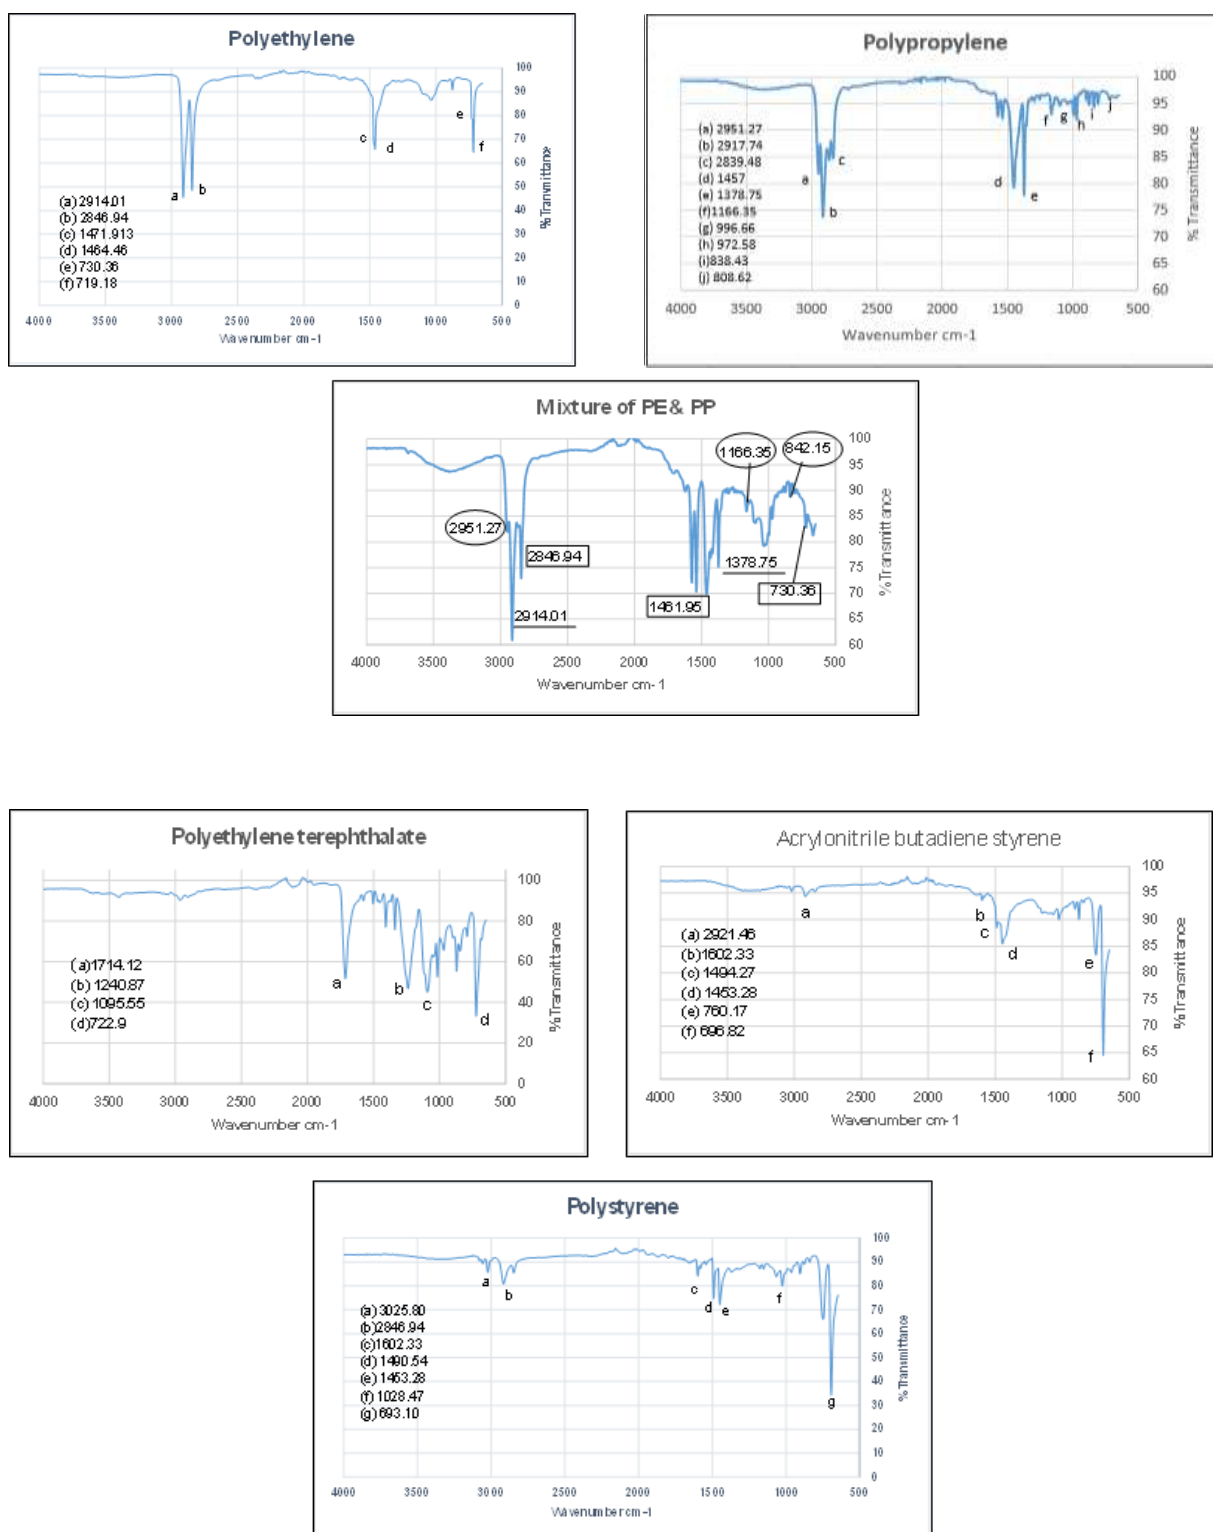 Polyethylene
100
90
80
70
60
50
40
30
20
10
0
%Transmittance
c
d
e
f
a
b
(a) 2914.01
(b) 2846.94
(c) 1471.913
(d) 1464.46
(e) 730.36
(f) 719.18
4000 3500 3000 2500 2000 1500 1000 500
Wavenumber cm-1
Polypropylene
100
95
90
85
80
75
70
65
60
% Transmittance
(a) 2951.27
(b) 2917.74
(c) 2839.48
(d) 1457
(e) 1378.75
(f)1166.35
(g) 996.66
(h) 972.58
(i)838.43
(j) 808.62
a
b
c
d
e
f
g
h
i
j
4000 3500 3000 2500 2000 1500 1000 500
Wavenumber cm-1
Mixture of PE& PP
100
95
90
85
80
75
70
65
60
%Transmittance
1166.35
842.15
2951.27
2846.94
1378.75
730.36
1461.95
2914.01
4000 3500 3000 2500 2000 1500 1000 500
Wavenumber cm-1
Polyethylene terephthalate
100
80
60
40
20
0
%Transmittance
(a)1714.12
(b) 1240.87
(c) 1095.55
(d)722.9
a
b
c
d
4000 3500 3000 2500 2000 1500 1000 500
Wavenumber cm-1
Acrylonitrile butadiene styrene
100
95
90
85
80
75
70
65
60
%Transmittance
a
b
c
d
e
f
(a) 2921.46
(b)1602.33
(c) 1494.27
(d) 1453.28
(e) 760.17
(f) 696.82
4000 3500 3000 2500 2000 1500 1000 500
Wavenumber cm-1
Polystyrene
100
90
80
70
60
50
40
30
20
10
0
%Transmittance
a
b
c
d
e
f
g
(a)3025.80
(b)2846.94
(c)1602.33
(d) 1490.54
(e) 1453.28
(f) 1028.47
(g)693.10
4000 3500 3000 2500 2000 1500 1000 500
Wavenumber cm-1